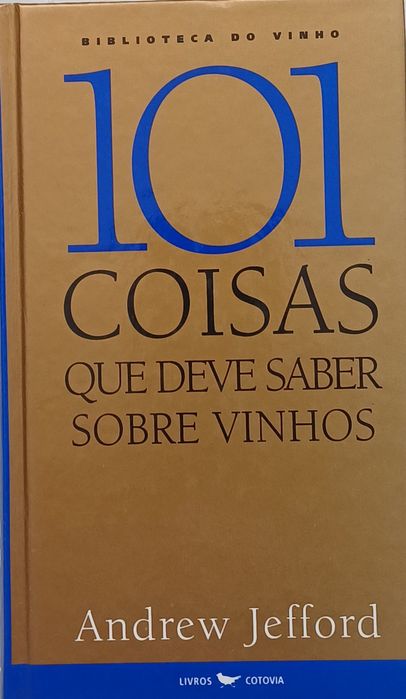 BIBLIOTECA DO VINHO
101
COISAS
QUE DEVE SABER
SOBRE VINHOS
Andrew Jefford
LIVROS COTOVIA